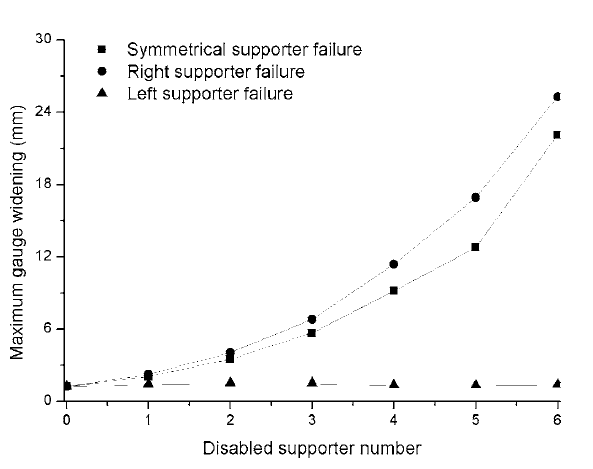 30
Symmetrical supporter failure
Right supporter failure
Left supporter failure
24
18
12
6
0
Maximum gauge widening (mm)
0 1 2 3 4 5 6
Disabled supporter number